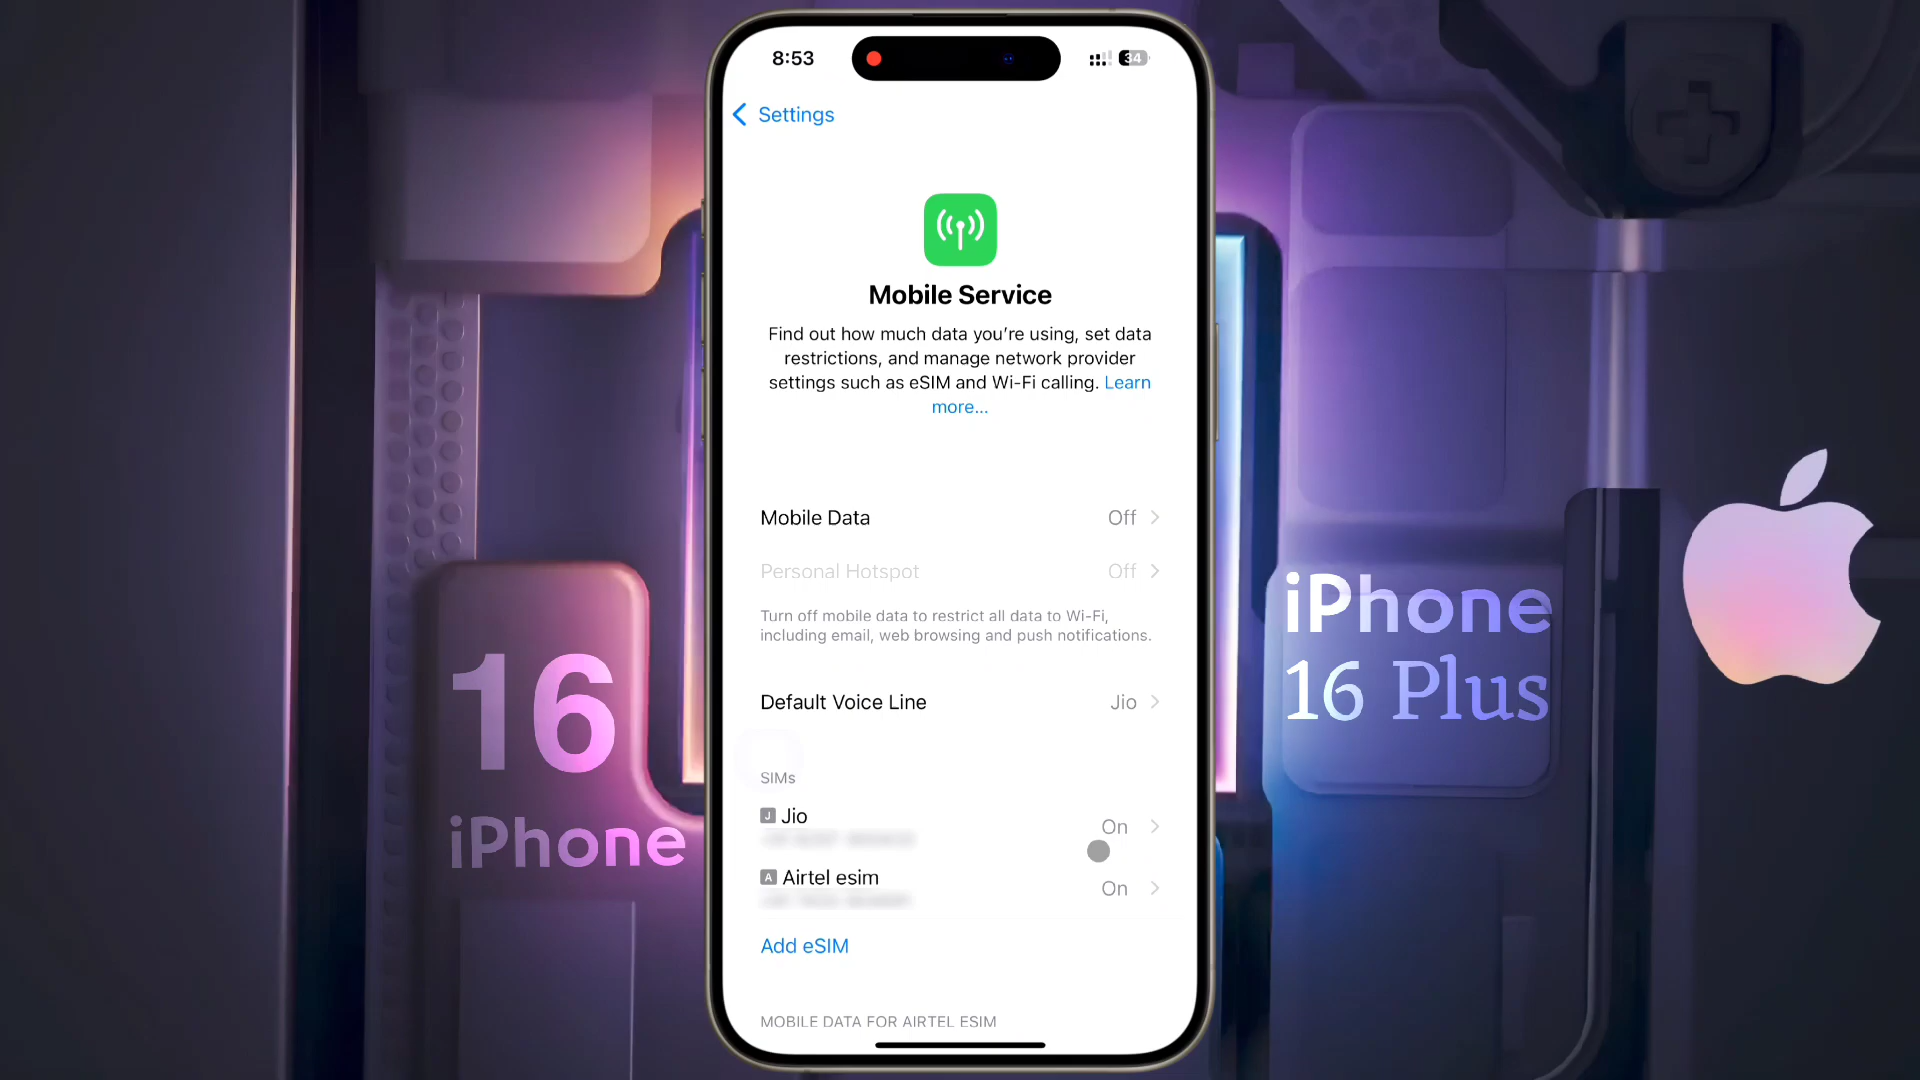 8:53
34
Settings
Mobile Service
Find out how much data you're using, set data
restrictions, and manage network provider
settings such as eSIM and Wi-Fi calling. Learn
more...
Mobile Data Off
Personal Hotspot Off
Turn off mobile data to restrict all data to Wi-Fi,
including email, web browsing and push notifications.
Default Voice Line Jio
SIMs
J Jio On
A Airtel esim On
Add eSIM
MOBILE DATA FOR AIRTEL ESIM
16
iPhone
iPhone
16 Plus